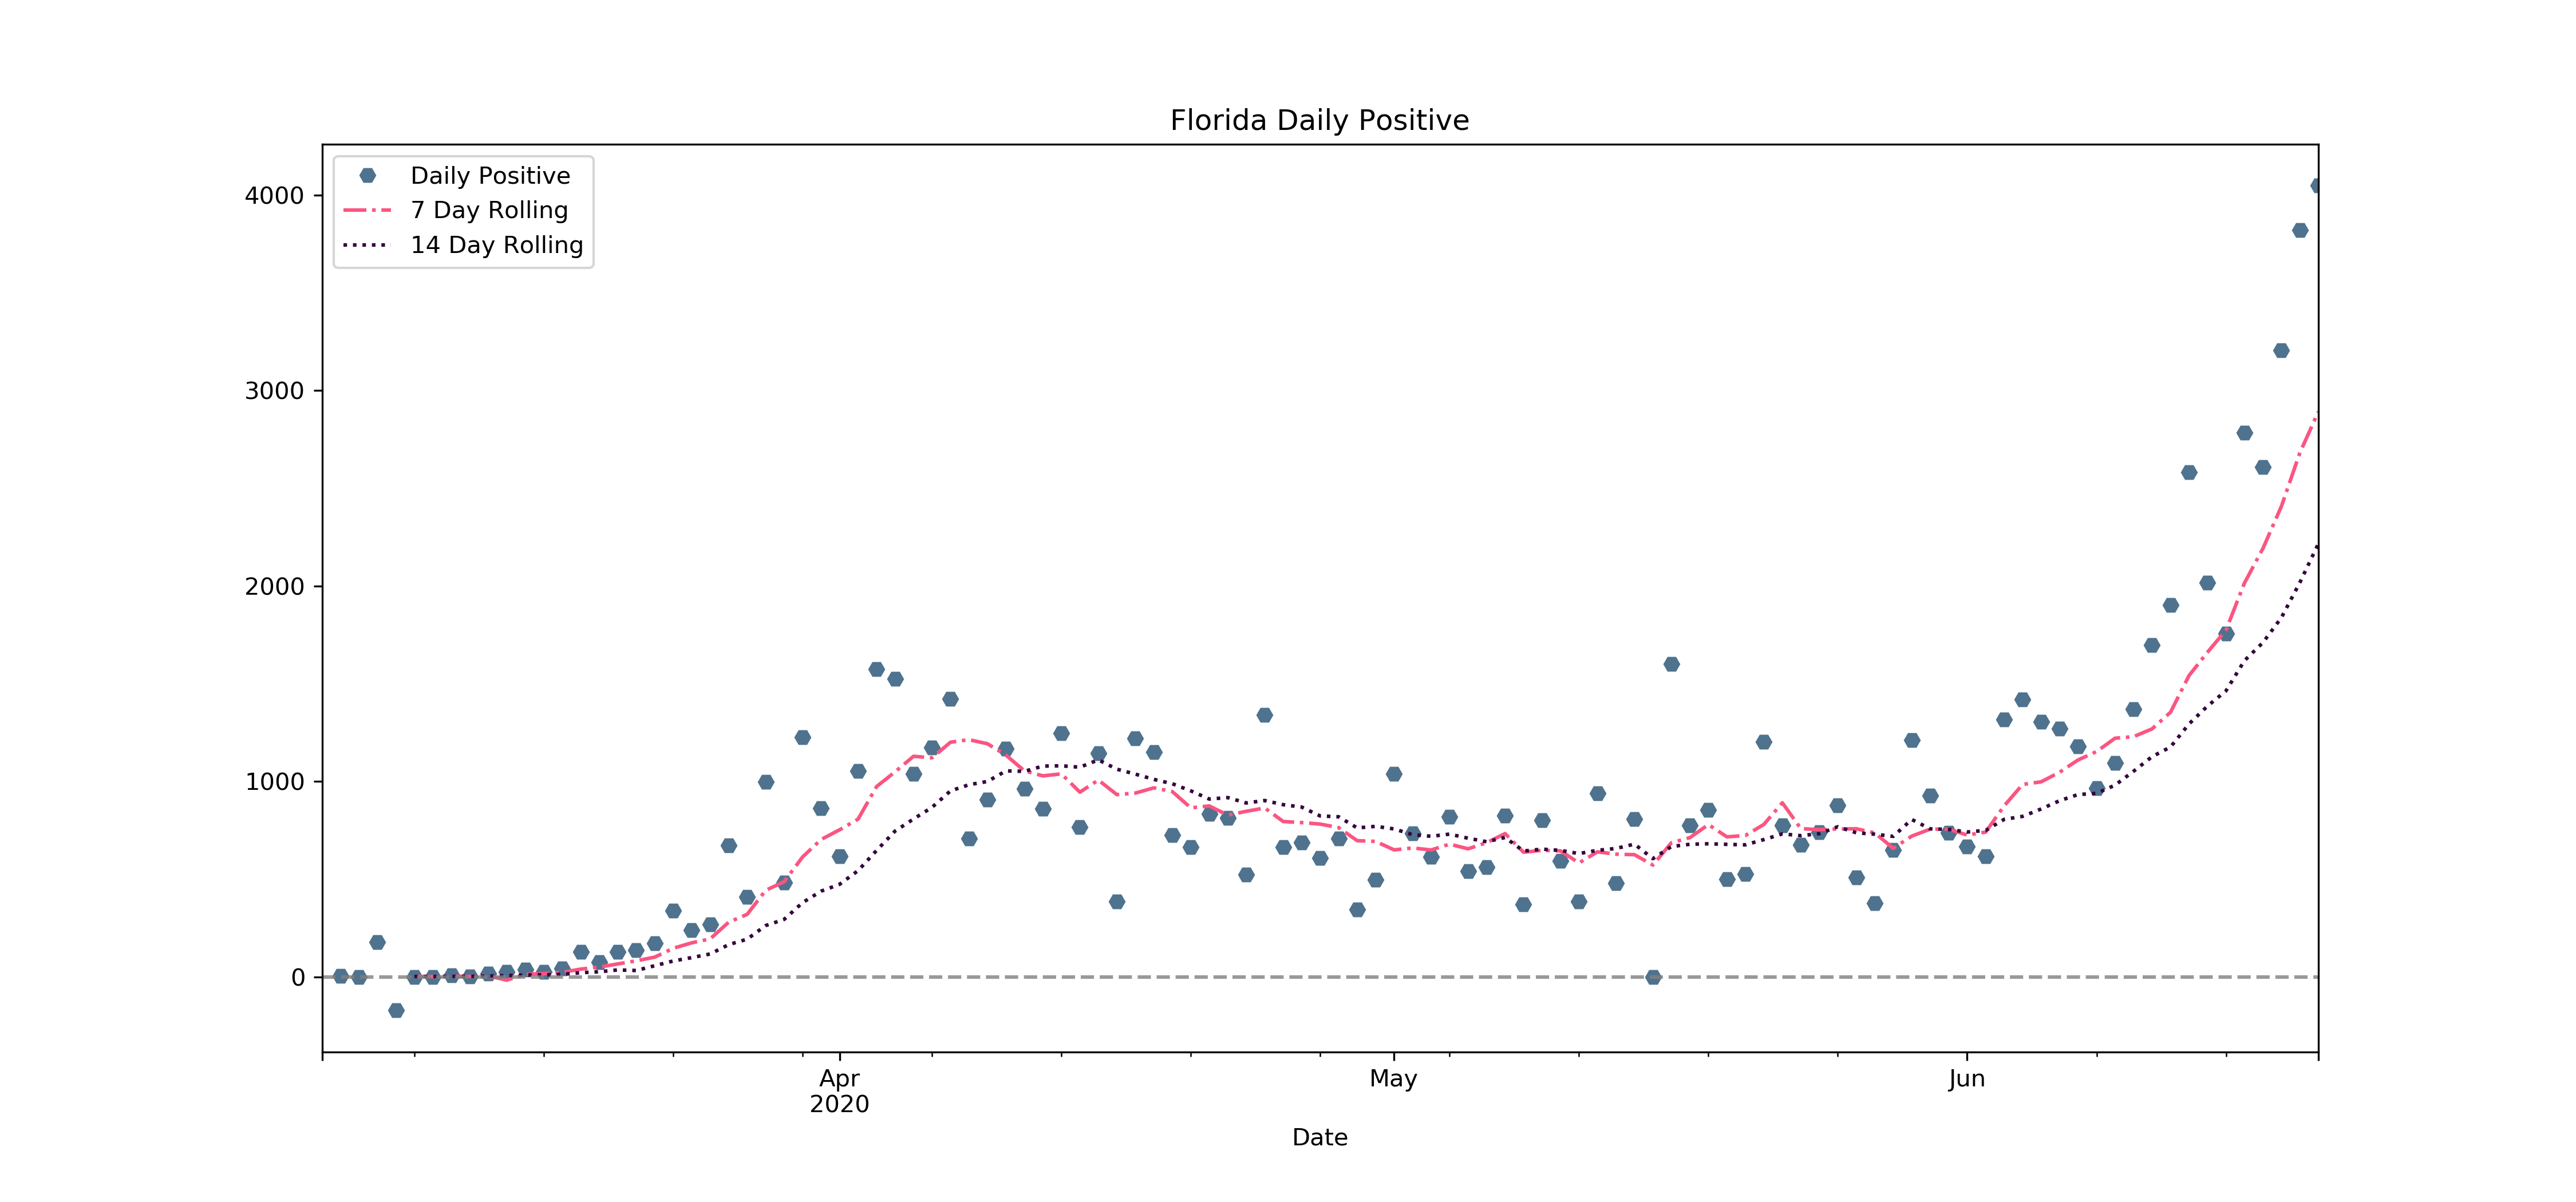 Florida Daily Positive
Daily Positive
7 Day Rolling
14 Day Rolling
4000
3000
2000
1000
0
Apr
2020
May
Jun
Date